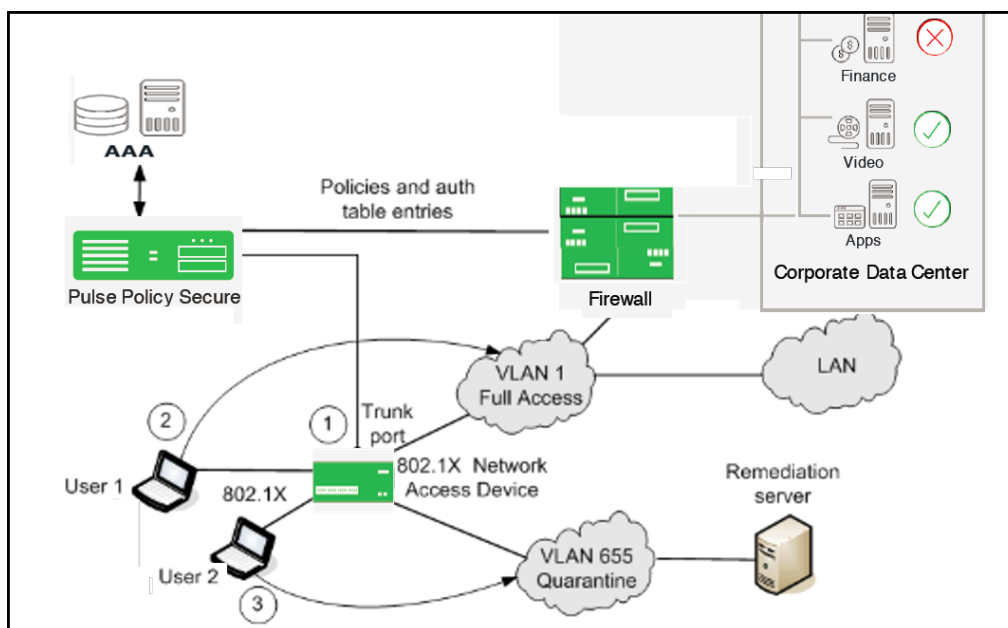 Finance
Video
Apps
Corporate Data Center
AAA
Policies and auth
table entries
Pulse Policy Secure
Firewall
VLAN 1
Full Access
LAN
2
1
Trunk
port
User 1
802.1X
802.1X Network
Access Device
Remediation
server
User 2
3
VLAN 655
Quarantine